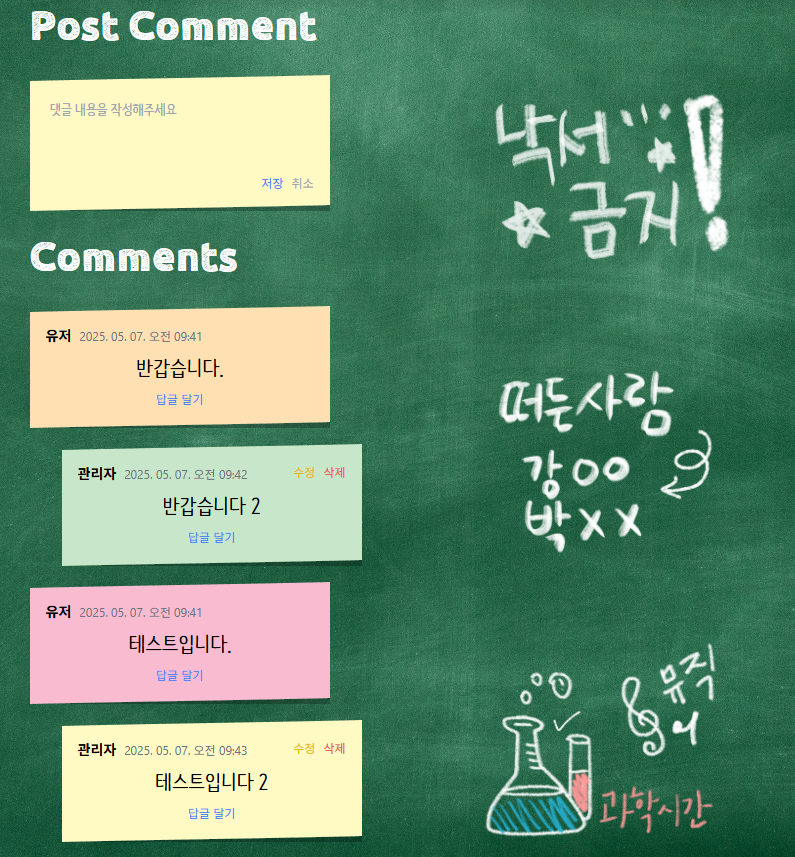 Post Comment
댓글 내용을 작성해주세요
저장 취소
Comments
유저 2025. 05. 07. 오전 09:41
반갑습니다.
답글 달기
관리자 2025. 05. 07. 오전 09:42 수정 삭제
반갑습니다 2
답글 달기
유저 2025. 05. 07. 오전 09:41
테스트입니다.
답글 달기
관리자 2025. 05. 07. 오전 09:43 수정 삭제
테스트입니다 2
답글 달기
낙서
금지!
떠든사람
강OO
박XX
뮤직
과학시간